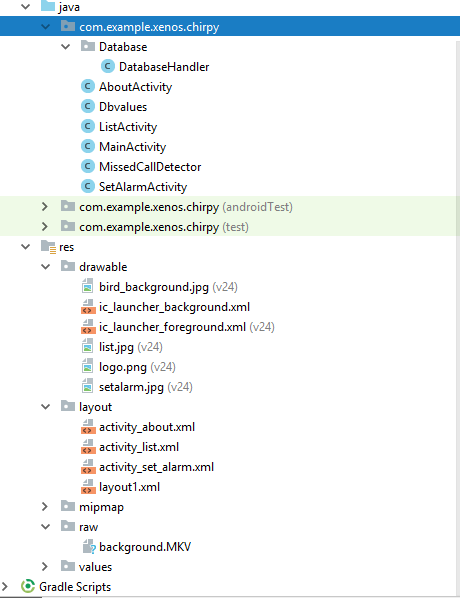 java
com.example.xenos.chirpy
Database
DatabaseHandler
AboutActivity
Dbvalues
ListActivity
MainActivity
MissedCallDetector
SetAlarmActivity
com.example.xenos.chirpy (androidTest)
com.example.xenos.chirpy (test)
res
drawable
bird_background.jpg (v24)
ic_launcher_background.xml
ic_launcher_foreground.xml (v24)
list.jpg (v24)
logo.png (v24)
setalarm.jpg (v24)
layout
activity_about.xml
activity_list.xml
activity_set_alarm.xml
layout1.xml
mipmap
raw
background.MKV
values
Gradle Scripts